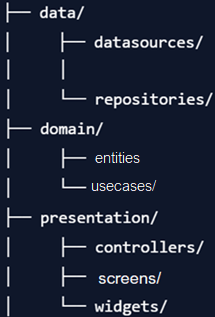 ├── data/
│   ├── datasources/
│   │
│   └── repositories/
├── domain/
│   ├── entities
│   └── usecases/
├── presentation/
│   ├── controllers/
│   ├── screens/
│   └── widgets/